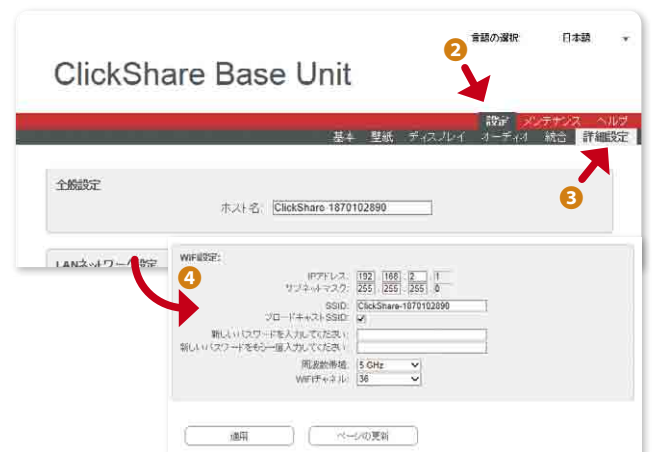 言語の選択: 日本語
2
ClickShare Base Unit
設定 メンテナンス ヘルプ
基本 壁紙 ディスプレイ オーディオ 統合 詳細設定
3
全般設定
ホスト名: ClickShare-1870102890
LANネットワーク設定
WiFi設定:
4
IPアドレス: 192 168 2 1
サブネットマスク: 255 255 255 0
SSID: ClickShare-1870102890
ブロードキャストSSID:
新しいパスワードを入力してください:
新しいパスワードをもう一度入力してください:
周波数帯域: 5 GHz
WiFiチャネル: 36
適用 ページの更新